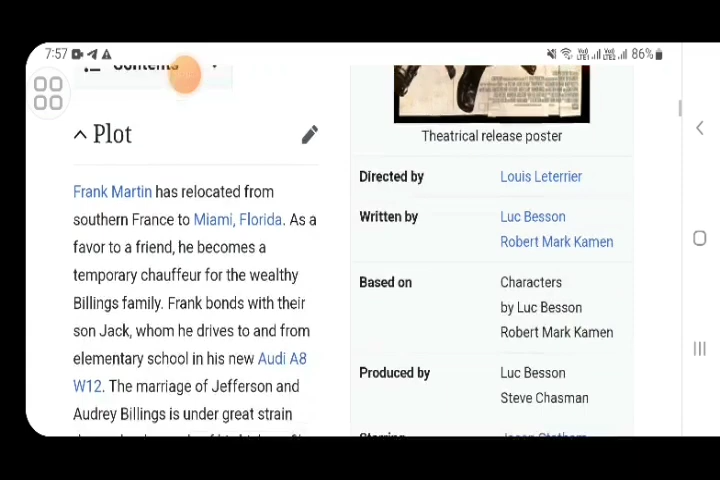 7:57
86%
Contents
Plot
Frank Martin has relocated from
southern France to Miami, Florida. As a
favor to a friend, he becomes a
temporary chauffeur for the wealthy
Billings family. Frank bonds with their
son Jack, whom he drives to and from
elementary school in his new Audi A8
W12. The marriage of Jefferson and
Audrey Billings is under great strain
Theatrical release poster
Directed by Louis Leterrier
Written by Luc Besson
Robert Mark Kamen
Based on Characters
by Luc Besson
Robert Mark Kamen
Produced by Luc Besson
Steve Chasman
Starring Jason Statham